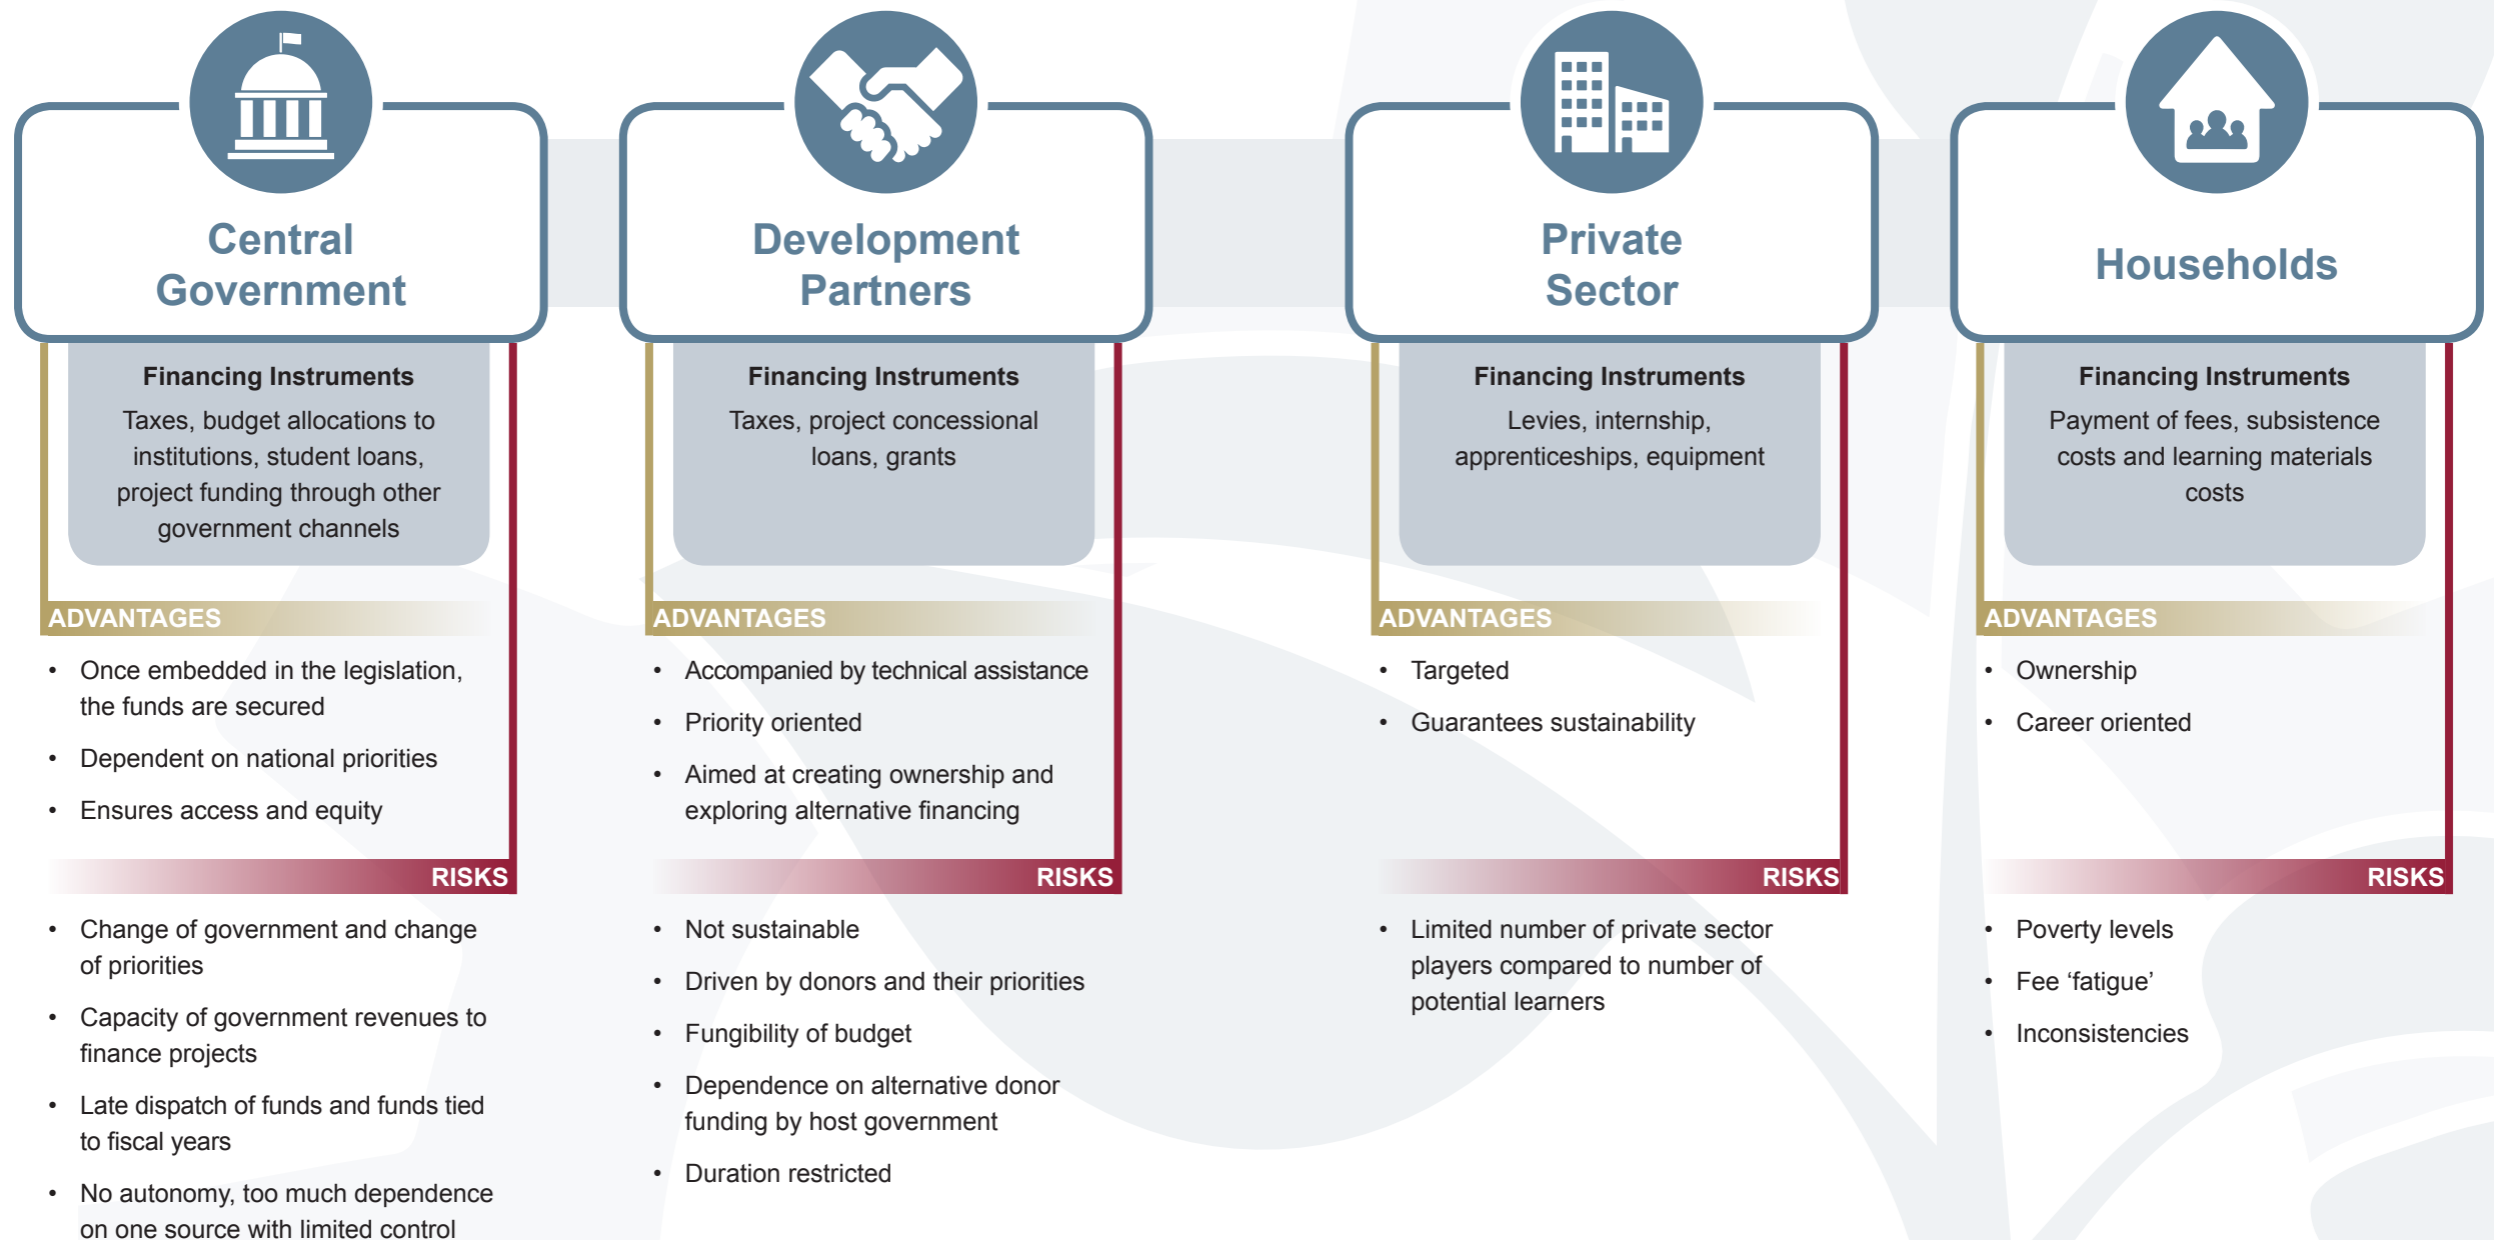 Central
Government
Financing Instruments
Taxes, budget allocations to
institutions, student loans,
project funding through other
government channels
ADVANTAGES
• Once embedded in the legislation,
the funds are secured
• Dependent on national priorities
• Ensures access and equity
RISKS
• Change of government and change
of priorities
• Capacity of government revenues to
finance projects
• Late dispatch of funds and funds tied
to fiscal years
• No autonomy, too much dependence
on one source with limited control
Development
Partners
Financing Instruments
Taxes, project concessional
loans, grants
ADVANTAGES
• Accompanied by technical assistance
• Priority oriented
• Aimed at creating ownership and
exploring alternative financing
RISKS
• Not sustainable
• Driven by donors and their priorities
• Fungibility of budget
• Dependence on alternative donor
funding by host government
• Duration restricted
Private
Sector
Financing Instruments
Levies, internship,
apprenticeships, equipment
ADVANTAGES
• Targeted
• Guarantees sustainability
RISKS
• Limited number of private sector
players compared to number of
potential learners
Households
Financing Instruments
Payment of fees, subsistence
costs and learning materials
costs
ADVANTAGES
• Ownership
• Career oriented
RISKS
• Poverty levels
• Fee ‘fatigue’
• Inconsistencies